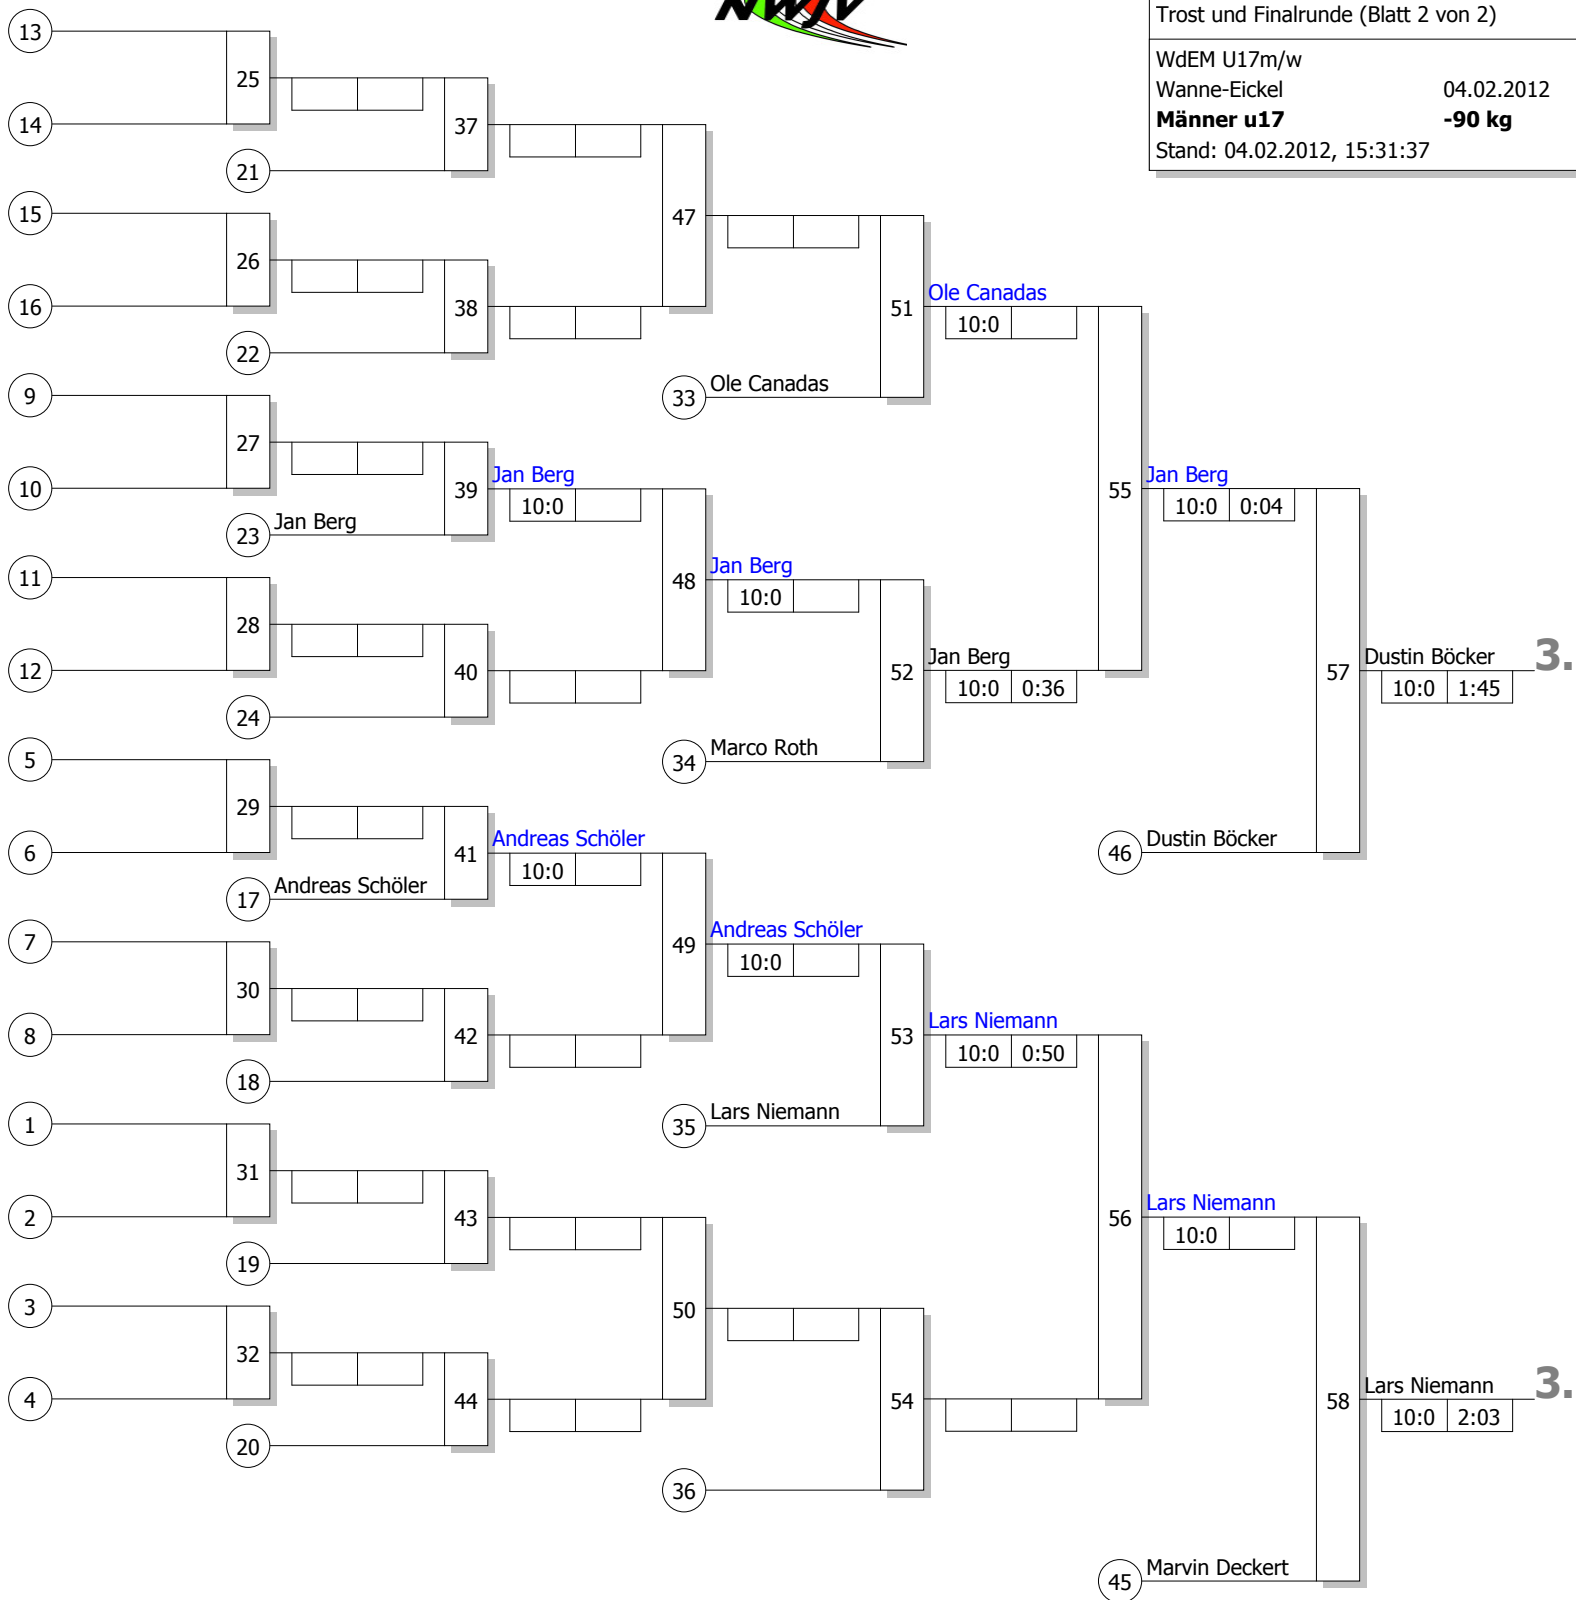 NWJV
Trost und Finalrunde (Blatt 2 von 2)
WdEM U17m/w
Wanne-Eickel 04.02.2012
Männer u17 -90 kg
Stand: 04.02.2012, 15:31:37
13
25
14
37
21
15
47
26
16
38
51
Ole Canadas
10:0
22
9
33 Ole Canadas
27
10
39
Jan Berg
10:0
55
Jan Berg
10:0 0:04
23 Jan Berg
11
48
Jan Berg
10:0
28
12
40
52
Jan Berg
10:0 0:36
57
Dustin Böcker
10:0 1:45
3.
24
5
34 Marco Roth
29
6
41
Andreas Schöler
10:0
46 Dustin Böcker
17 Andreas Schöler
7
49
Andreas Schöler
10:0
30
8
42
53
Lars Niemann
10:0 0:50
18
1
35 Lars Niemann
31
2
43
56
Lars Niemann
10:0
19
3
50
32
4
44
54
58
Lars Niemann
10:0 2:03
3.
20
36
45 Marvin Deckert